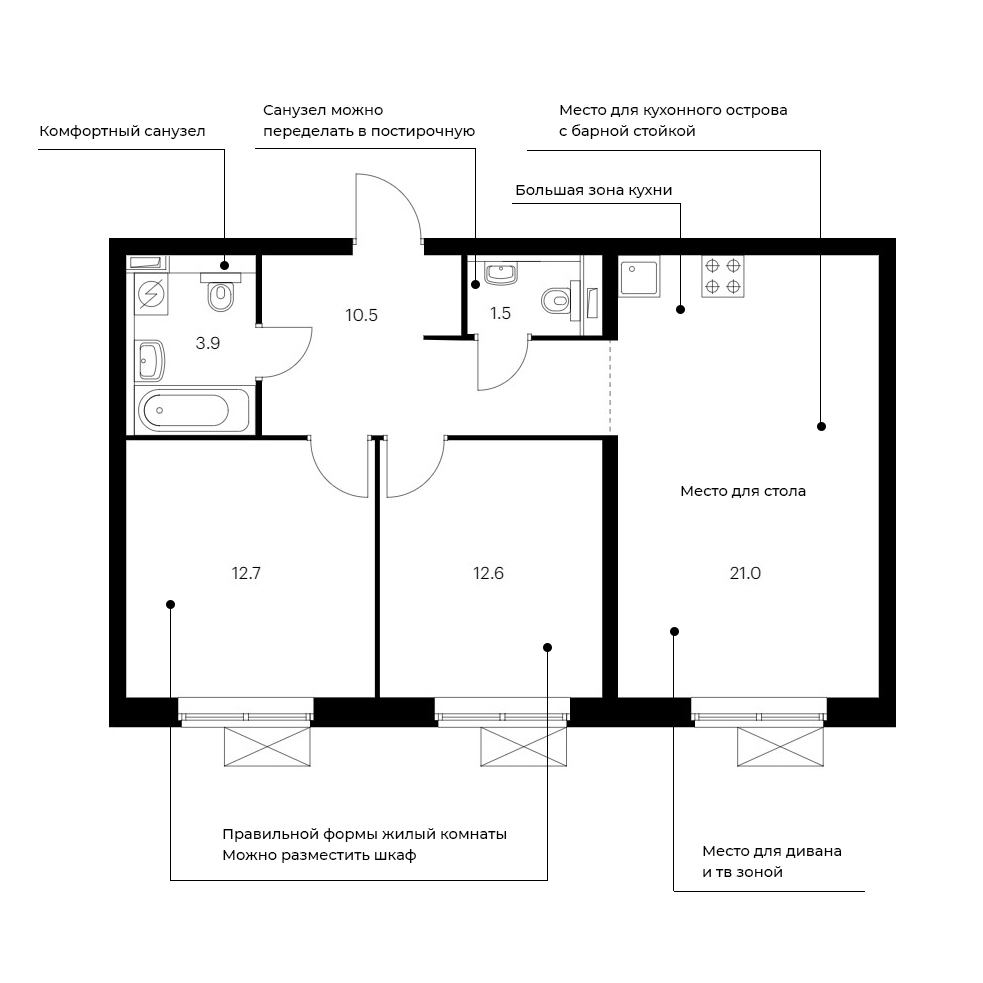 Санузел можно
переделать в постирочную
Место для кухонного острова
с барной стойкой
Комфортный санузел
Большая зона кухни
10.5
1.5
3.9
Место для стола
12.7
12.6
21.0
Правильной формы жилый комнаты
Можно разместить шкаф
Место для дивана
и тв зоной